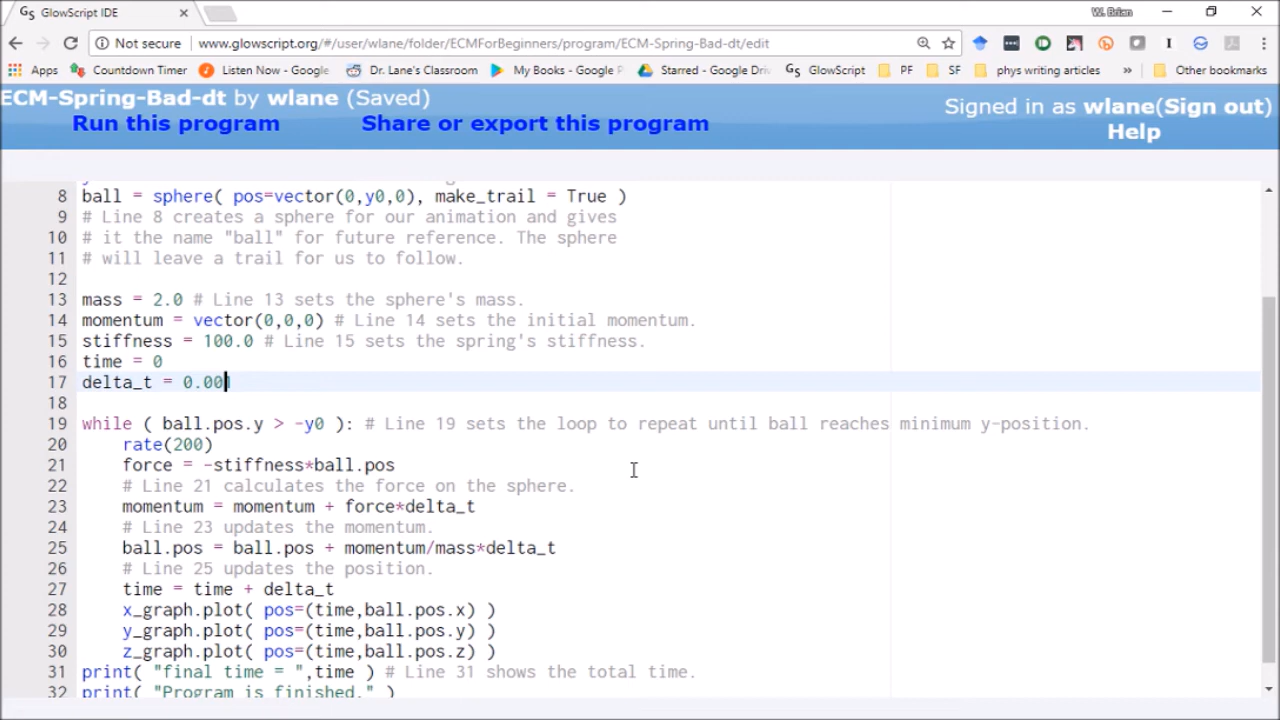 GlowScript IDE
W. Brian
Not secure | www.glowscript.org/#/user/wlane/folder/ECMForBeginners/program/ECM-Spring-Bad-dt/edit
Apps Countdown Timer Listen Now - Google Dr. Lane's Classroom My Books - Google P Starred - Google Driv GlowScript PF SF phys writing articles » Other bookmarks
ECM-Spring-Bad-dt by wlane (Saved)
Signed in as wlane(Sign out)
Run this program Share or export this program
Help
8 ball = sphere( pos=vector(0,y0,0), make_trail = True )
9 # Line 8 creates a sphere for our animation and gives
10 # it the name "ball" for future reference. The sphere
11 # will leave a trail for us to follow.
12
13 mass = 2.0 # Line 13 sets the sphere's mass.
14 momentum = vector(0,0,0) # Line 14 sets the initial momentum.
15 stiffness = 100.0 # Line 15 sets the spring's stiffness.
16 time = 0
17 delta_t = 0.001
18
19 while ( ball.pos.y > -y0 ): # Line 19 sets the loop to repeat until ball reaches minimum y-position.
20 rate(200)
21 force = -stiffness*ball.pos
22 # Line 21 calculates the force on the sphere.
23 momentum = momentum + force*delta_t
24 # Line 23 updates the momentum.
25 ball.pos = ball.pos + momentum/mass*delta_t
26 # Line 25 updates the position.
27 time = time + delta_t
28 x_graph.plot( pos=(time,ball.pos.x) )
29 y_graph.plot( pos=(time,ball.pos.y) )
30 z_graph.plot( pos=(time,ball.pos.z) )
31 print( "final time = ",time ) # Line 31 shows the total time.
32 print( "Program is finished." )